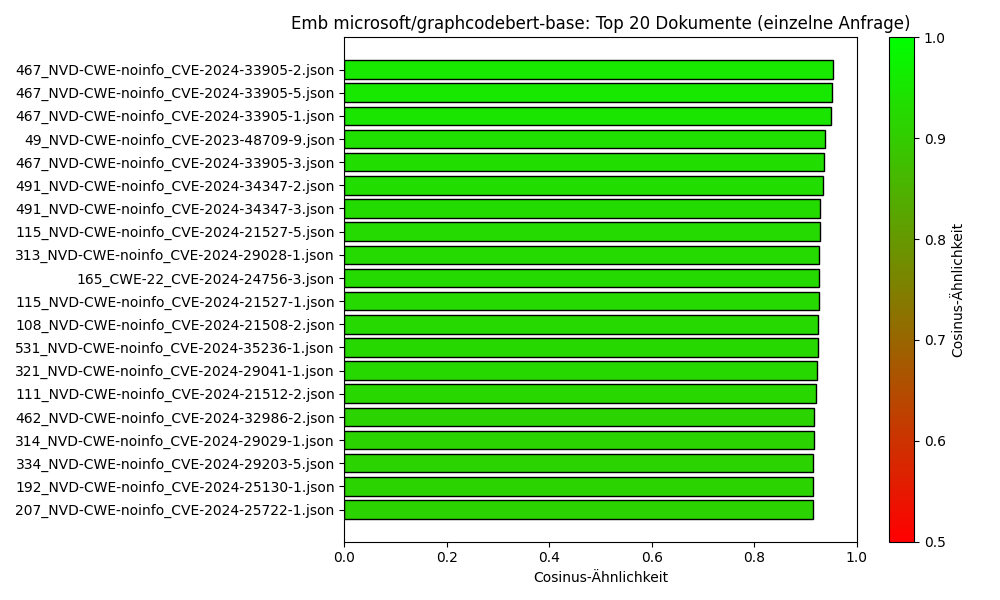 Emb microsoft/graphcodebert-base: Top 20 Dokumente (einzelne Anfrage)
467_NVD-CWE-noinfo_CVE-2024-33905-2.json
467_NVD-CWE-noinfo_CVE-2024-33905-5.json
467_NVD-CWE-noinfo_CVE-2024-33905-1.json
49_NVD-CWE-noinfo_CVE-2023-48709-9.json
467_NVD-CWE-noinfo_CVE-2024-33905-3.json
491_NVD-CWE-noinfo_CVE-2024-34347-2.json
491_NVD-CWE-noinfo_CVE-2024-34347-3.json
115_NVD-CWE-noinfo_CVE-2024-21527-5.json
313_NVD-CWE-noinfo_CVE-2024-29028-1.json
165_CWE-22_CVE-2024-24756-3.json
115_NVD-CWE-noinfo_CVE-2024-21527-1.json
108_NVD-CWE-noinfo_CVE-2024-21508-2.json
531_NVD-CWE-noinfo_CVE-2024-35236-1.json
321_NVD-CWE-noinfo_CVE-2024-29041-1.json
111_NVD-CWE-noinfo_CVE-2024-21512-2.json
462_NVD-CWE-noinfo_CVE-2024-32986-2.json
314_NVD-CWE-noinfo_CVE-2024-29029-1.json
334_NVD-CWE-noinfo_CVE-2024-29203-5.json
192_NVD-CWE-noinfo_CVE-2024-25130-1.json
207_NVD-CWE-noinfo_CVE-2024-25722-1.json
0.0 0.2 0.4 0.6 0.8 1.0
Cosinus-Ähnlichkeit
1.0
0.9
0.8
0.7
0.6
0.5
Cosinus-Ähnlichkeit